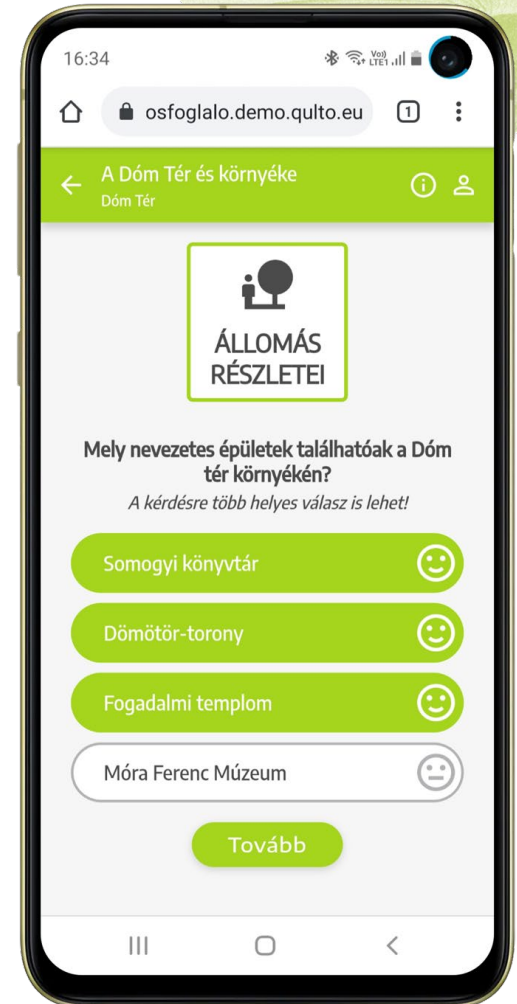 16:34
Vo))
LTE1
osfoglalo.demo.qulto.eu
1
A Dóm Tér és környéke
Dóm Tér
ÁLLOMÁS
RÉSZLETEI
Mely nevezetes épületek találhatóak a Dóm
tér környékén?
A kérdésre több helyes válasz is lehet!
Somogyi könyvtár
Dömötör-torony
Fogadalmi templom
Móra Ferenc Múzeum
Tovább